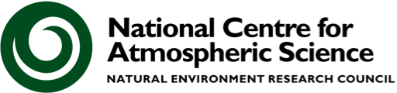 National Centre for
Atmospheric Science
NATURAL ENVIRONMENT RESEARCH COUNCIL